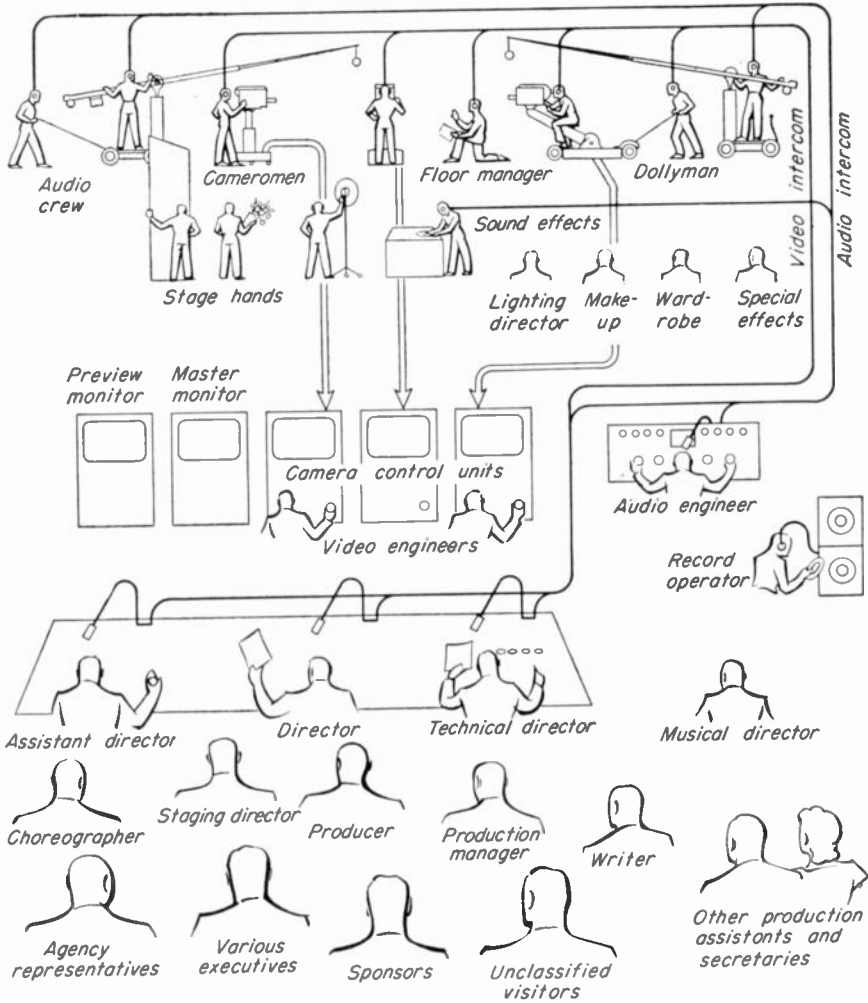 Audio
crew
Cameromen
Floor manager
Dollyman
Video intercom
Audio intercom
Sound effects
Stage hands
Lighting
director
Make-
up
Ward-
robe
Special
effects
Preview
monitor
Master
monitor
Camera control units
Video engineers
Audio engineer
Record
operator
Assistant director
Director
Technical director
Musical director
Choreographer
Staging director
Producer
Production
manager
Writer
Agency
representatives
Various
executives
Sponsors
Unclassified
visitors
Other production
assistonts and
secretaries